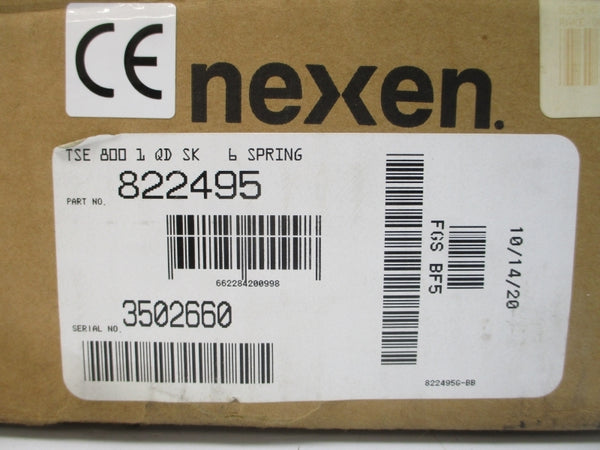 CE
nexen.
TSE 800 1 QD SK 6 SPRING
PART NO. 822495
662284200998
SERIAL NO. 3502660
FGS BF5
10/14/20
822495G-BB